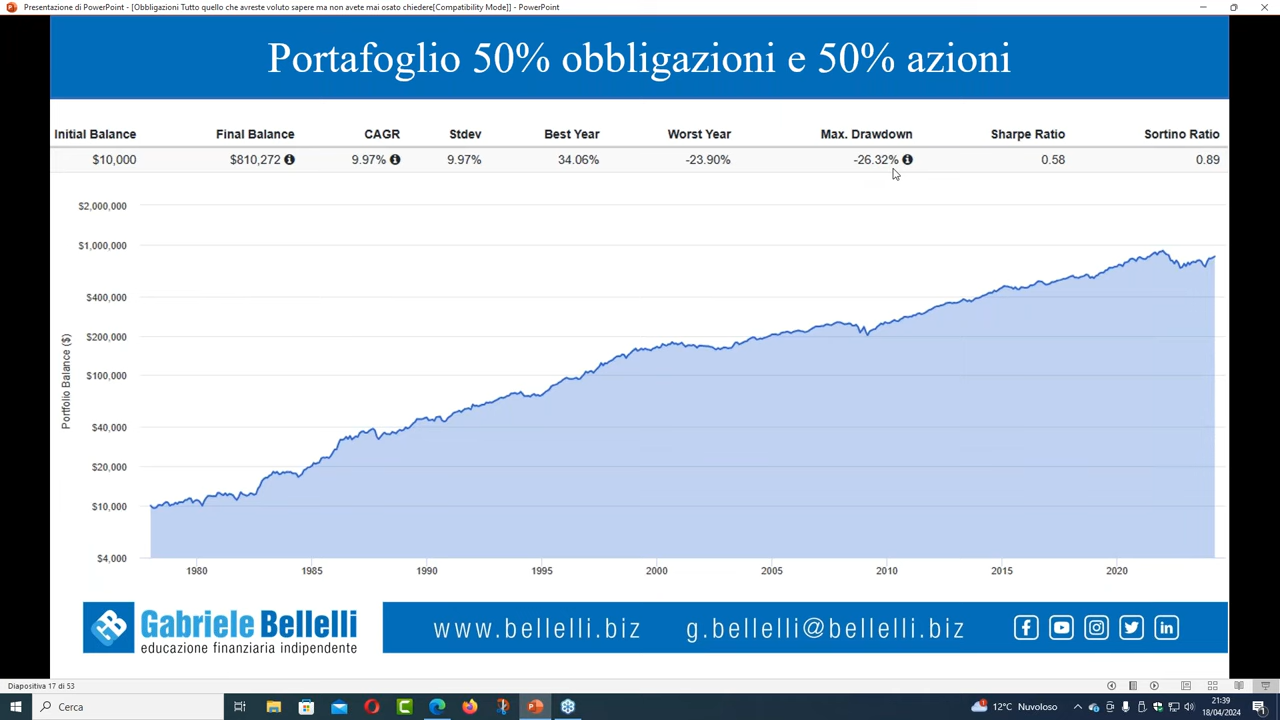 Presentazione di PowerPoint - [Obbligazioni Tutto quello che avreste voluto sapere ma non avete mai osato chiedere[Compatibility Mode]] - PowerPoint
Portafoglio 50% obbligazioni e 50% azioni
Initial Balance Final Balance CAGR Stdev Best Year Worst Year Max. Drawdown Sharpe Ratio Sortino Ratio
$10,000 $810,272 9.97% 9.97% 34.06% -23.90% -26.32% 0.58 0.89
$2,000,000
$1,000,000
$400,000
$200,000
$100,000
$40,000
$20,000
$10,000
$4,000
Portfolio Balance ($)
1980 1985 1990 1995 2000 2005 2010 2015 2020
Gabriele Bellelli
educazione finanziaria indipendente
www.bellelli.biz g.bellelli@bellelli.biz
Diapositiva 17 di 53
Cerca
12°C Nuvoloso
21:39
18/04/2024